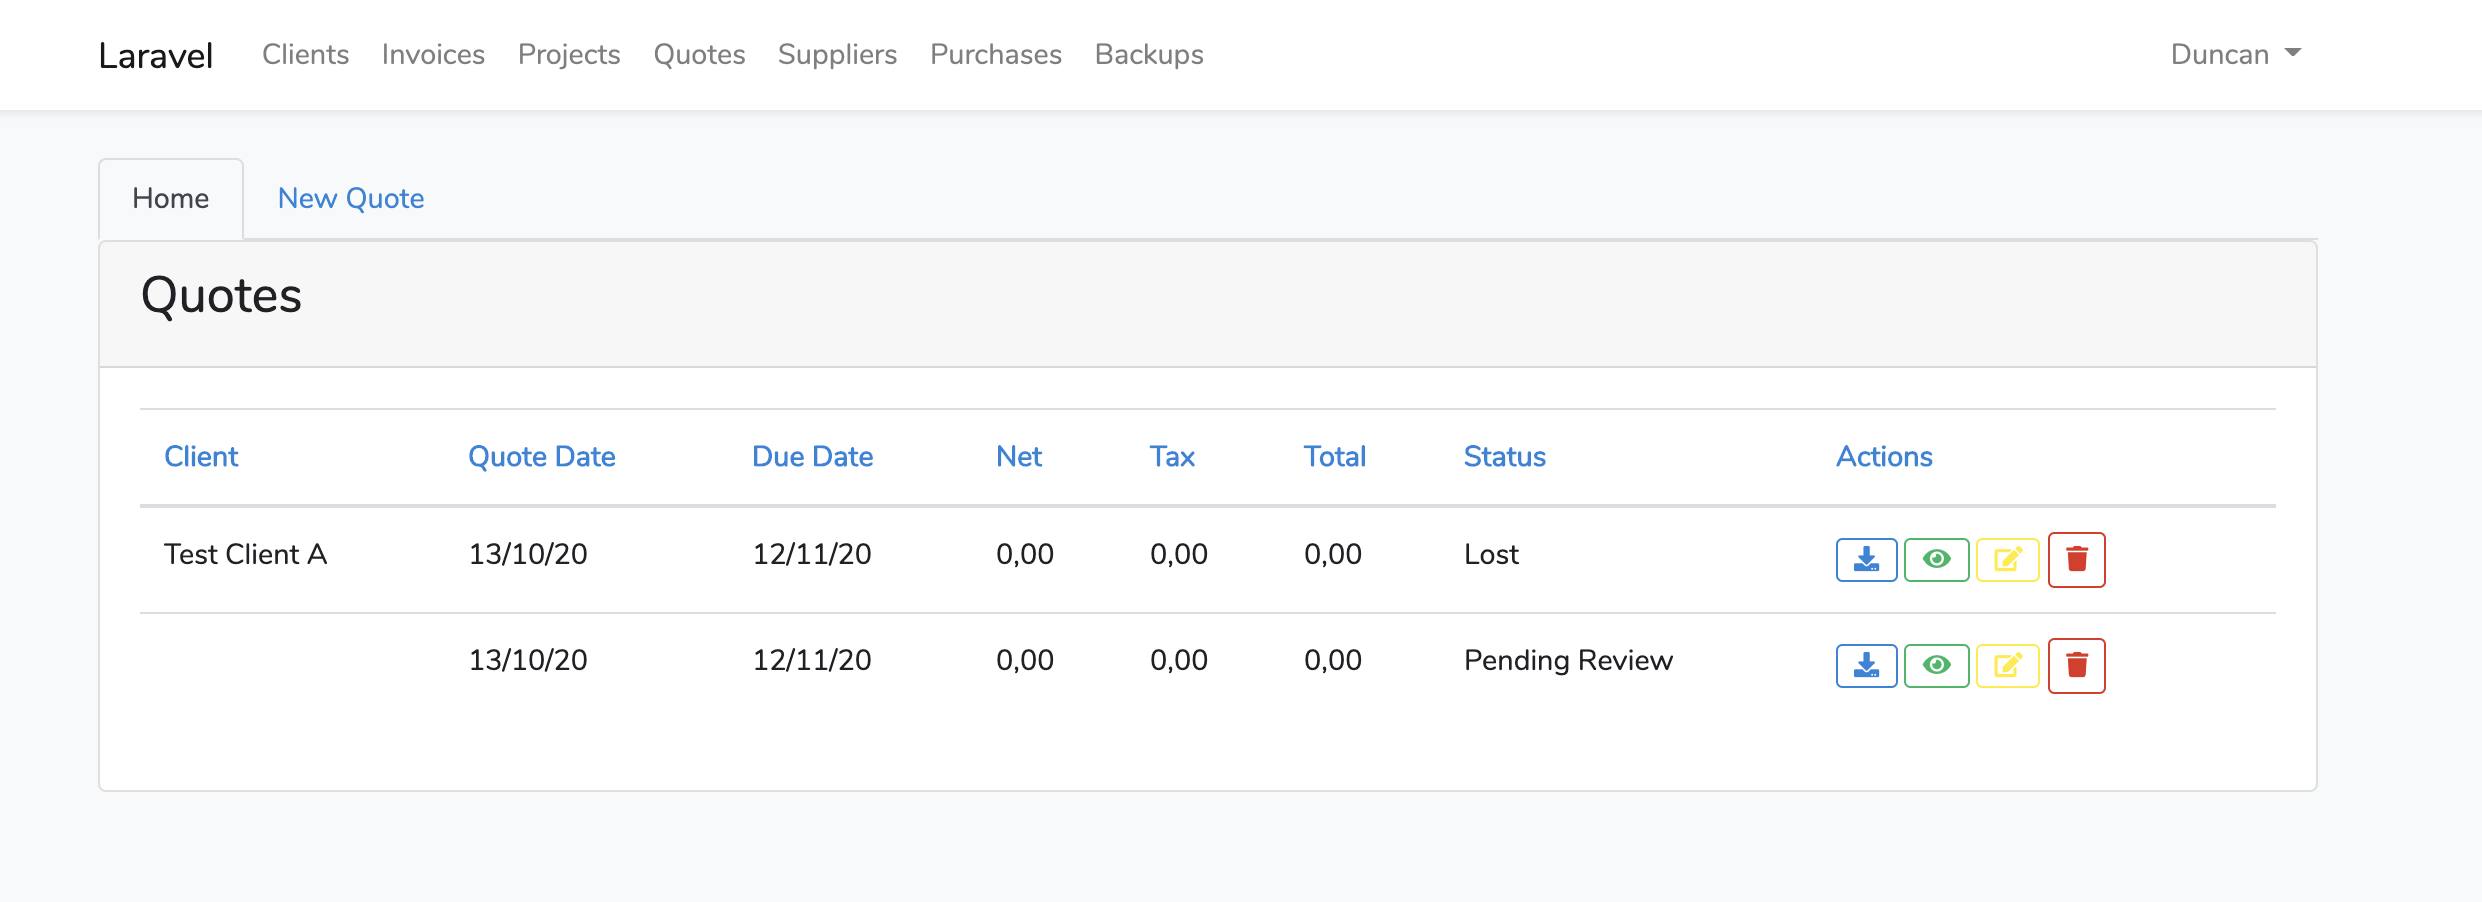 Laravel Clients Invoices Projects Quotes Suppliers Purchases Backups Duncan
Home New Quote
Quotes
Client Quote Date Due Date Net Tax Total Status Actions
Test Client A 13/10/20 12/11/20 0,00 0,00 0,00 Lost
13/10/20 12/11/20 0,00 0,00 0,00 Pending Review